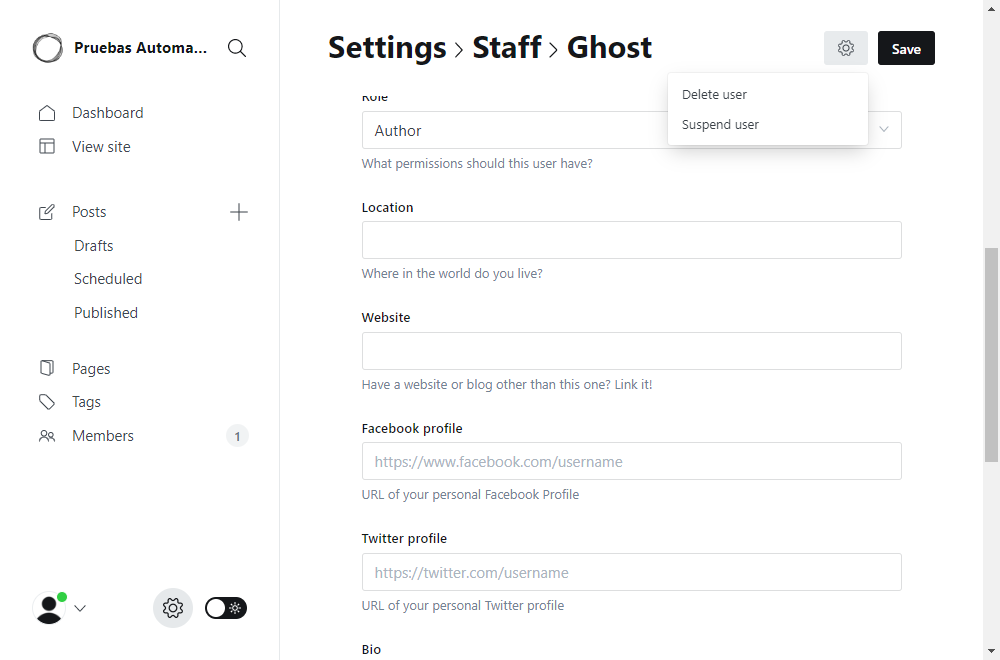 Pruebas Automa...
Dashboard
View site
Posts
Drafts
Scheduled
Published
Pages
Tags
Members
1
Settings > Staff > Ghost
Save
Delete user
Suspend user
Role
Author
What permissions should this user have?
Location
Where in the world do you live?
Website
Have a website or blog other than this one? Link it!
Facebook profile
https://www.facebook.com/username
URL of your personal Facebook Profile
Twitter profile
https://twitter.com/username
URL of your personal Twitter profile
Bio